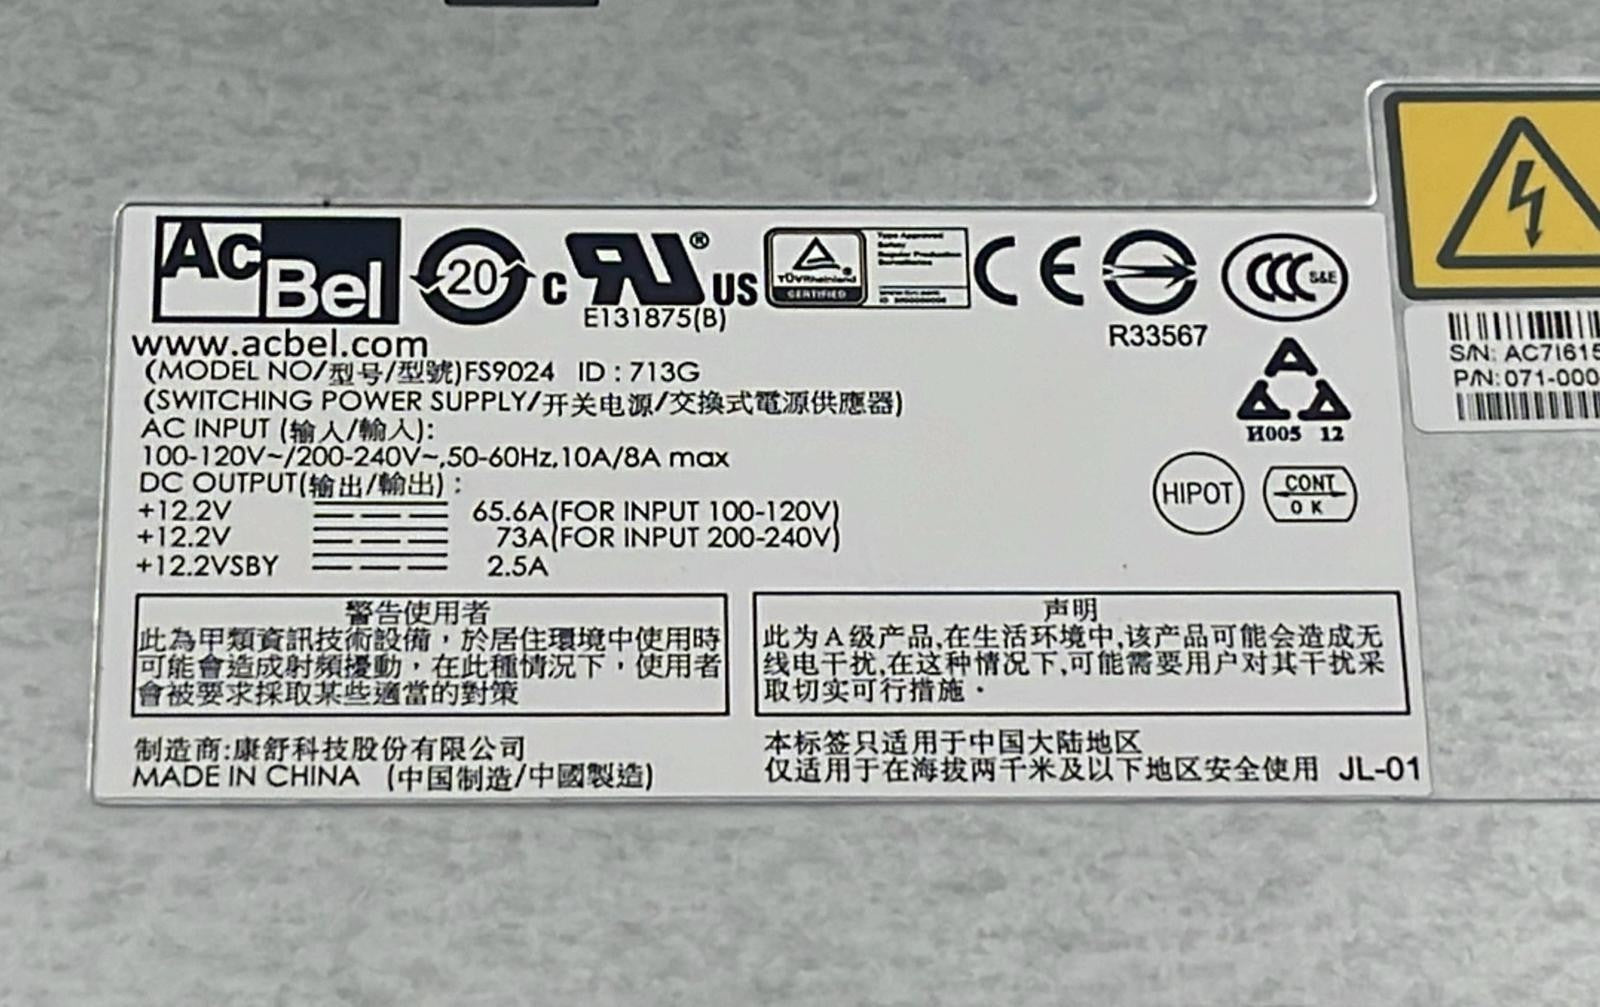 AcBel
20
C UL US ®
E131875(B)
TÜVRheinland®
CERTIFIED
Type Approved
Safety
Regular Production
Surveillance
CE
R33567
CCC S&E
www.acbel.com
(MODEL NO/型号/型號)FS9024 ID : 713G
(SWITCHING POWER SUPPLY/开关电源/交換式電源供應器)
AC INPUT (输入/輸入):
100-120V~/200-240V~,50-60Hz,10A/8A max
DC OUTPUT(输出/輸出) :
+12.2V 65.6A(FOR INPUT 100-120V)
+12.2V 73A(FOR INPUT 200-240V)
+12.2VSBY 2.5A
H005 12
HIPOT
CONT
OK
警告使用者
此為甲類資訊技術設備，於居住環境中使用時
可能會造成射頻擾動，在此種情況下，使用者
會被要求採取某些適當的對策
声明
此为A级产品,在生活环境中,该产品可能会造成无
线电干扰,在这种情况下,可能需要用户对其干扰采
取切实可行措施·
制造商:康舒科技股份有限公司
MADE IN CHINA (中国制造/中國製造)
本标签只适用于中国大陆地区
仅适用于在海拔两千米及以下地区安全使用 JL-01
S/N: AC7I615
P/N: 071-000